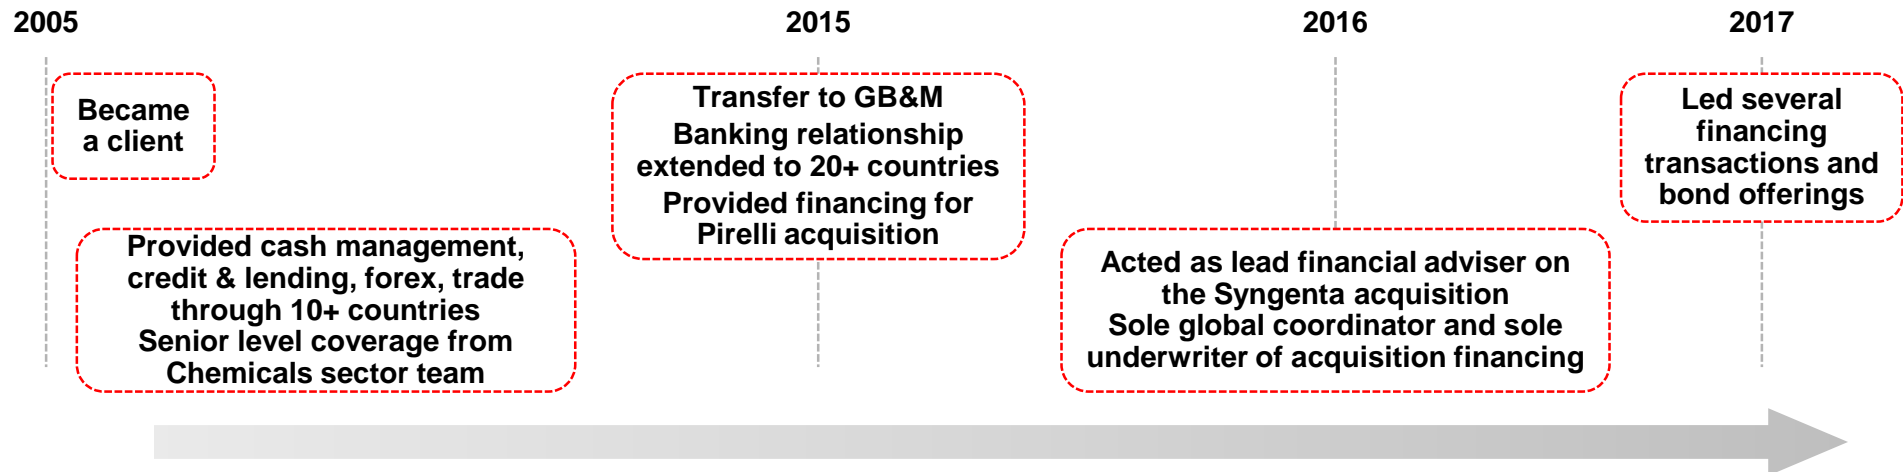 2005
2015
2016
2017
Became
a client
Provided cash management,
credit & lending, forex, trade
through 10+ countries
Senior level coverage from
Chemicals sector team
Transfer to GB&M
Banking relationship
extended to 20+ countries
Provided financing for
Pirelli acquisition
Acted as lead financial adviser on
the Syngenta acquisition
Sole global coordinator and sole
underwriter of acquisition financing
Led several
financing
transactions and
bond offerings